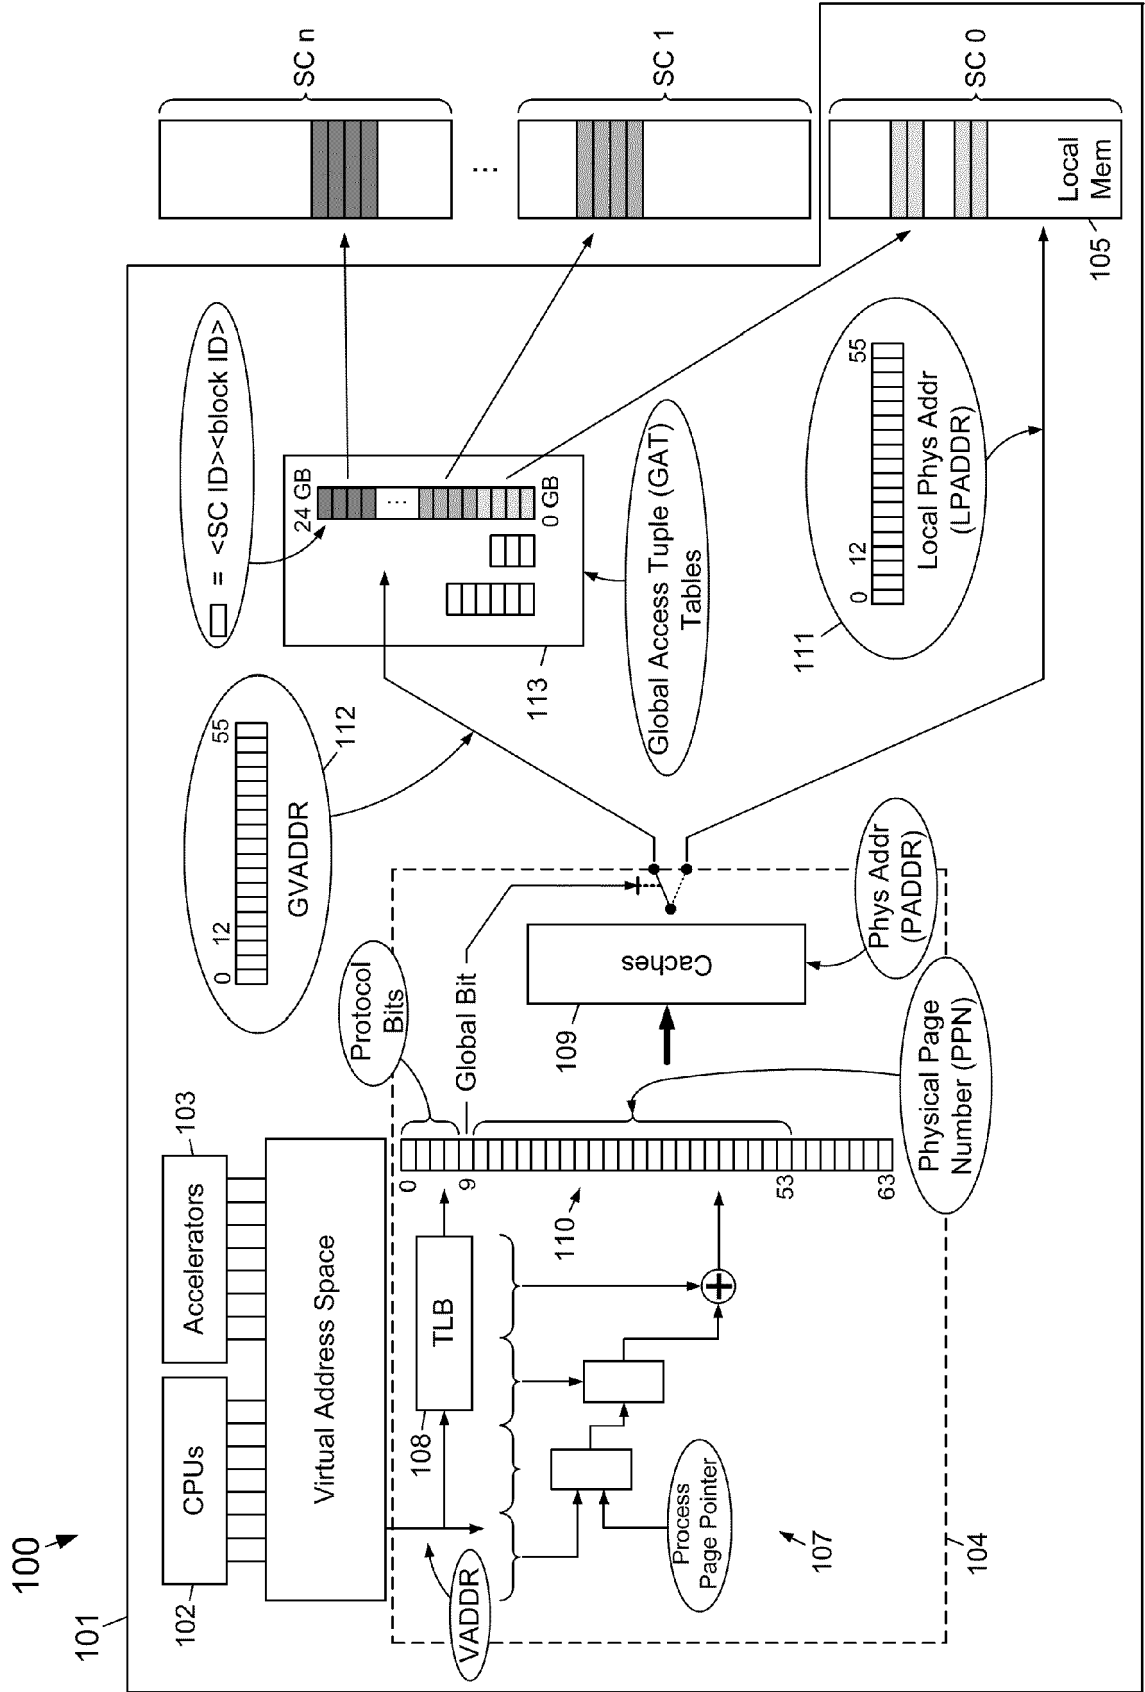 100
101
CPUs
102
Accelerators
103
Virtual Address Space
VADDR
108
TLB
Process
Page Pointer
107
104
0
9
53
63
110
Protocol
Bits
Global Bit
Physical Page
Number (PPN)
109
Caches
Phys Addr
(PADDR)
0
12
55
GVADDR
112
= <SC ID><block ID>
24 GB
...
0 GB
113
Global Access Tuple (GAT)
Tables
0
12
55
Local Phys Addr
(LPADDR)
111
SC n
...
SC 1
SC 0
Local
Mem
105